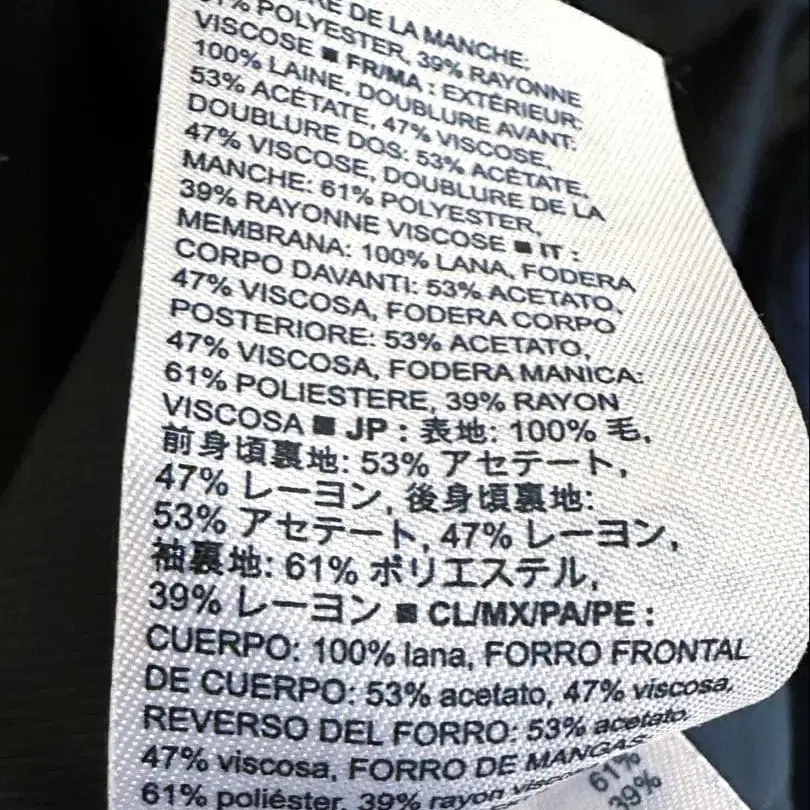 RE DE LA MANCHE:
61% POLYESTER, 39% RAYONNE
VISCOSE ■ FR/MA : EXTÉRIEUR:
100% LAINE, DOUBLURE AVANT:
53% ACÉTATE, 47% VISCOSE,
DOUBLURE DOS: 53% ACÉTATE,
47% VISCOSE, DOUBLURE DE LA
MANCHE: 61% POLYESTER,
39% RAYONNE VISCOSE ■ IT :
MEMBRANA: 100% LANA, FODERA
CORPO DAVANTI: 53% ACETATO,
47% VISCOSA, FODERA CORPO
POSTERIORE: 53% ACETATO,
47% VISCOSA, FODERA MANICA:
61% POLIESTERE, 39% RAYON
VISCOSA ■ JP : 表地: 100% 毛,
前身頃裏地: 53% アセテート,
47% レーヨン, 後身頃裏地:
53% アセテート, 47% レーヨン,
袖裏地: 61% ポリエステル,
39% レーヨン ■ CL/MX/PA/PE :
CUERPO: 100% lana, FORRO FRONTAL
DE CUERPO: 53% acetato, 47% viscosa,
REVERSO DEL FORRO: 53% acetato,
47% viscosa, FORRO DE MANGAS
61% poliéster, 39% rayon
61%
39%